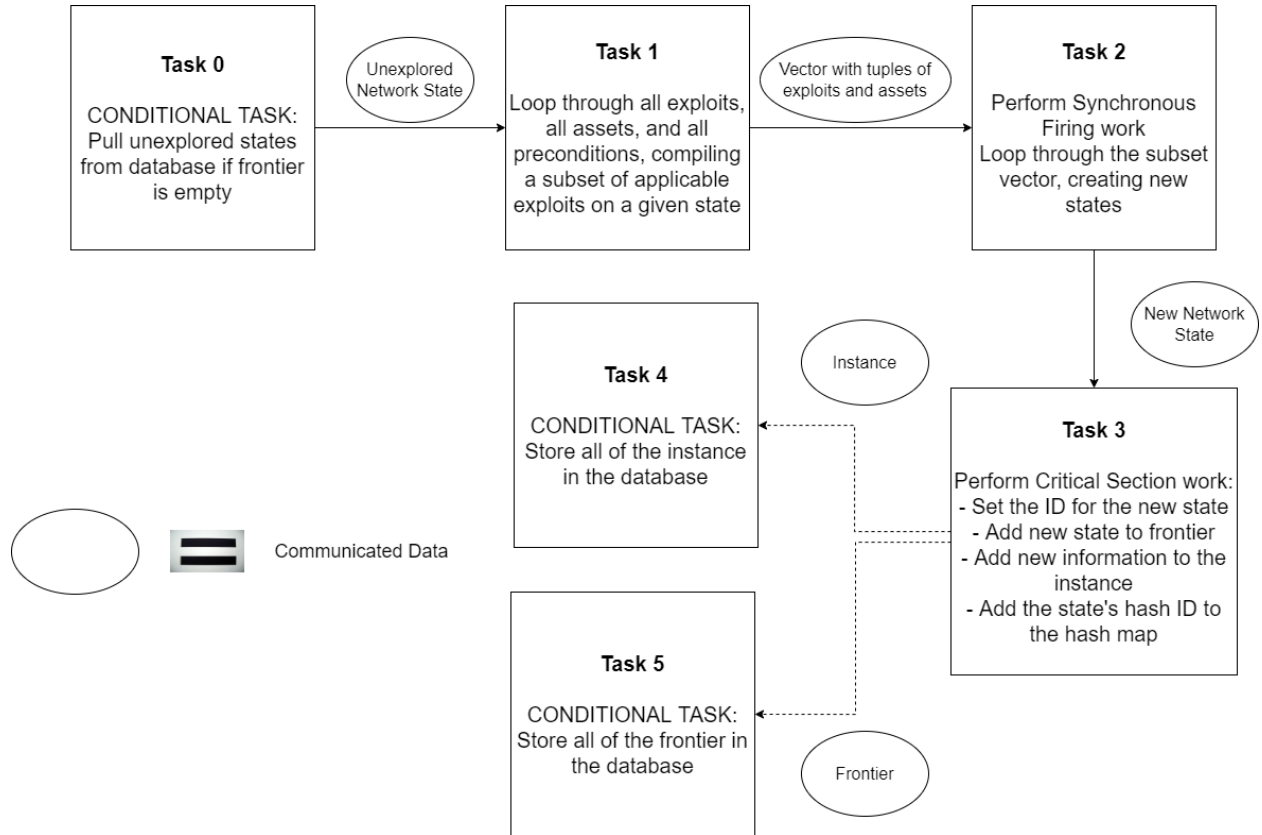 Task 0
CONDITIONAL TASK:
Pull unexplored states
from database if frontier
is empty
Unexplored
Network State
Task 1
Loop through all exploits,
all assets, and all
preconditions, compiling
a subset of applicable
exploits on a given state
Vector with tuples of
exploits and assets
Task 2
Perform Synchronous
Firing work
Loop through the subset
vector, creating new
states
New Network
State
Task 3
Perform Critical Section work:
- Set the ID for the new state
- Add new state to frontier
- Add new information to the
instance
- Add the state's hash ID to
the hash map
Instance
Task 4
CONDITIONAL TASK:
Store all of the instance
in the database
Frontier
Task 5
CONDITIONAL TASK:
Store all of the frontier in
the database
Communicated Data